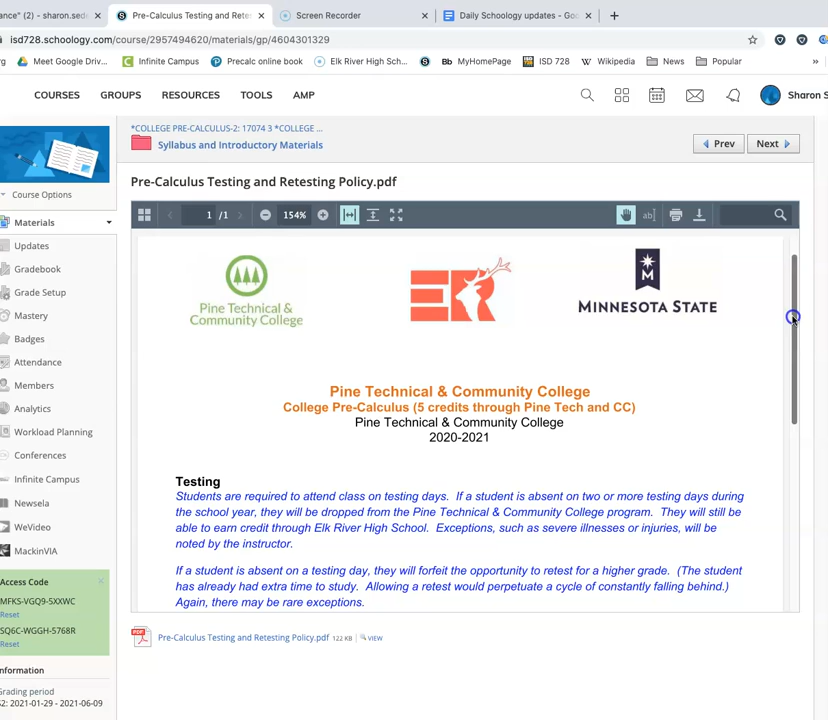 ance" (2) - sharon.sede
Pre-Calculus Testing and Rete
Screen Recorder
Daily Schoology updates - Goo
isd728.schoology.com/course/2957494620/materials/gp/4604301329
rg
Meet Google Driv...
Infinite Campus
Precalc online book
Elk River High Sch...
Bb MyHomePage
ISD 728
Wikipedia
News
Popular
COURSES GROUPS RESOURCES TOOLS AMP
Sharon S
*COLLEGE PRE-CALCULUS-2: 17074 3 *COLLEGE ...
Syllabus and Introductory Materials
Prev
Next
Pre-Calculus Testing and Retesting Policy.pdf
1 /1
154%
Course Options
Materials
Updates
Gradebook
Grade Setup
Mastery
Badges
Attendance
Members
Analytics
Workload Planning
Conferences
Infinite Campus
Newsela
WeVideo
MackinVIA
Access Code
MFKS-VGQ9-5XXWC
Reset
SQ6C-WGGH-5768R
Reset
nformation
Grading period
S2: 2021-01-29 - 2021-06-09
Pine Technical &
Community College
ER
M
MINNESOTA STATE
Pine Technical & Community College
College Pre-Calculus (5 credits through Pine Tech and CC)
Pine Technical & Community College
2020-2021
Testing
Students are required to attend class on testing days. If a student is absent on two or more testing days during
the school year, they will be dropped from the Pine Technical & Community College program. They will still be
able to earn credit through Elk River High School. Exceptions, such as severe illnesses or injuries, will be
noted by the instructor.
If a student is absent on a testing day, they will forfeit the opportunity to retest for a higher grade. (The student
has already had extra time to study. Allowing a retest would perpetuate a cycle of constantly falling behind.)
Again, there may be rare exceptions.
Pre-Calculus Testing and Retesting Policy.pdf 122 KB VIEW